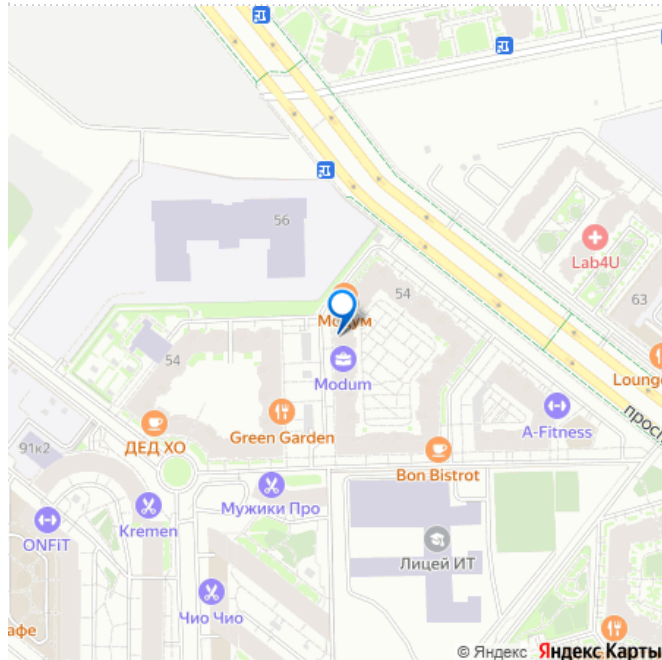 56
Lab4U
54
Модум
63
54
Modum
Lounge
A-Fitness
прос
ДЕД ХО
Green Garden
91к2
Bon Bistrot
Kremen
Мужики Про
ONFiT
Лицей ИТ
Чио Чио
афе
© Яндекс Яндекс Карты